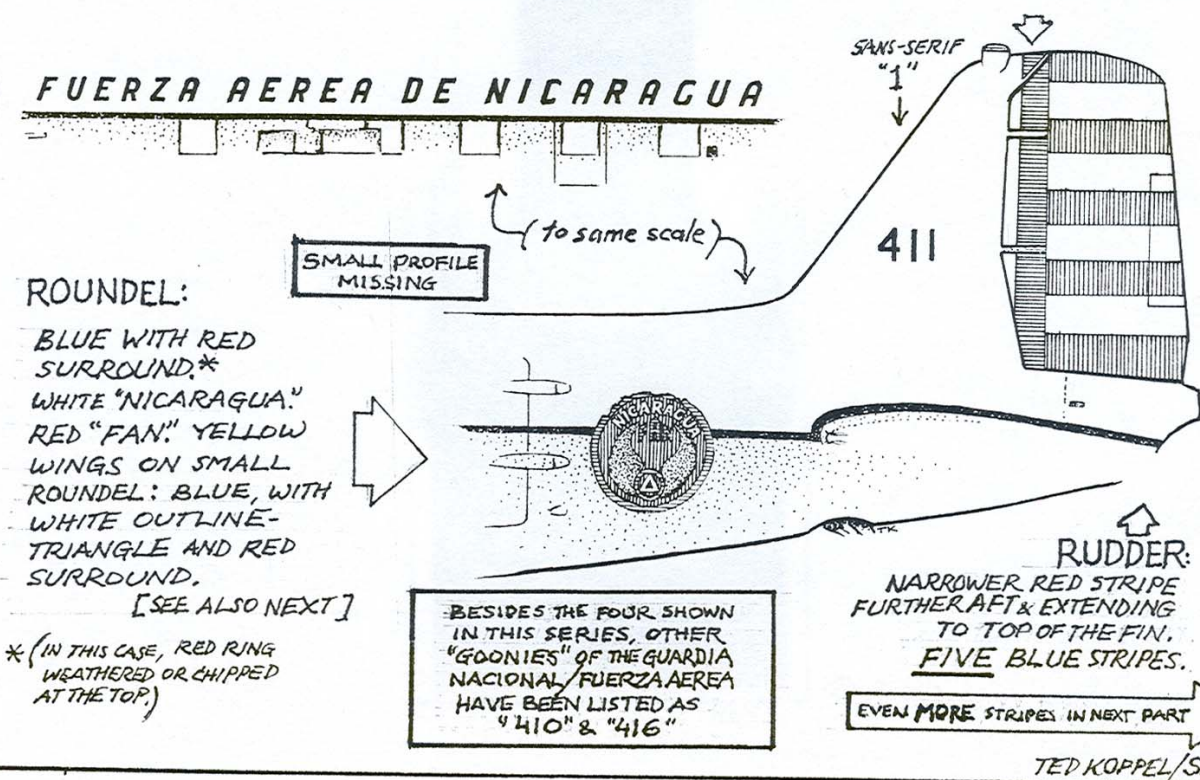 FUERZA AEREA DE NICARAGUA
SANS-SERIF
"1"
(to same scale)
411
SMALL PROFILE
MISSING
ROUNDEL:
BLUE WITH RED
SURROUND.*
WHITE "NICARAGUA."
RED "FAN." YELLOW
WINGS ON SMALL
ROUNDEL: BLUE, WITH
WHITE OUTLINE-
TRIANGLE AND RED
SURROUND.
[SEE ALSO NEXT]
*(IN THIS CASE, RED RING
WEATHERED OR CHIPPED
AT THE TOP.)
NICARAGUA
TK
BESIDES THE FOUR SHOWN
IN THIS SERIES, OTHER
"GOONIES" OF THE GUARDIA
NACIONAL/FUERZA AEREA
HAVE BEEN LISTED AS
"410" & "416"
RUDDER:
NARROWER RED STRIPE
FURTHER AFT & EXTENDING
TO TOP OF THE FIN.
FIVE BLUE STRIPES.
EVEN MORE STRIPES IN NEXT PART
TED KOPPEL/